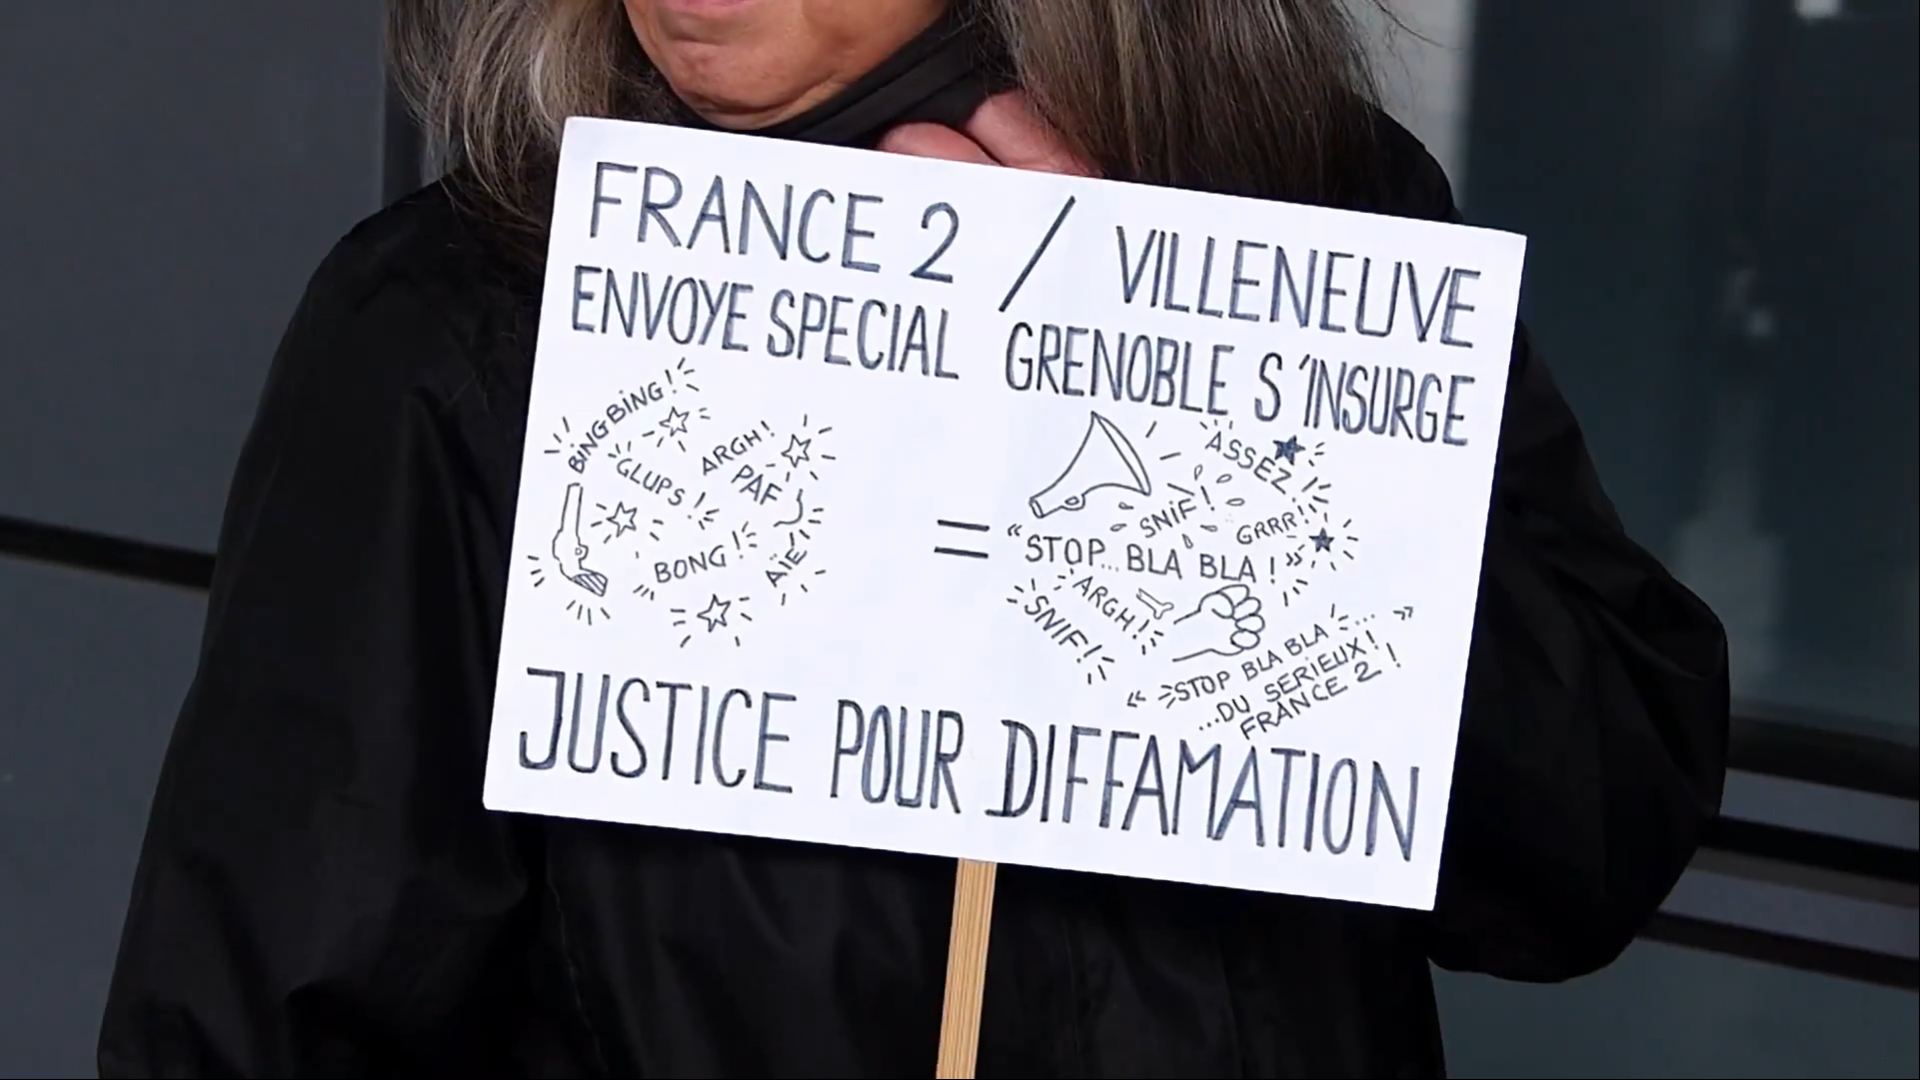 FRANCE 2 / VILLENEUVE
ENVOYE SPECIAL GRENOBLE S'INSURGE
BING BING!
GLUPS!
ARGH!
PAF
BONG!
AÏE
=
ASSEZ!
SNIF!
GRRR!
"STOP...BLA BLA!"
ARGH!
SNIF!
« STOP BLA BLA ... »
...DU SERIEUX!
FRANCE 2!
JUSTICE POUR DIFFAMATION